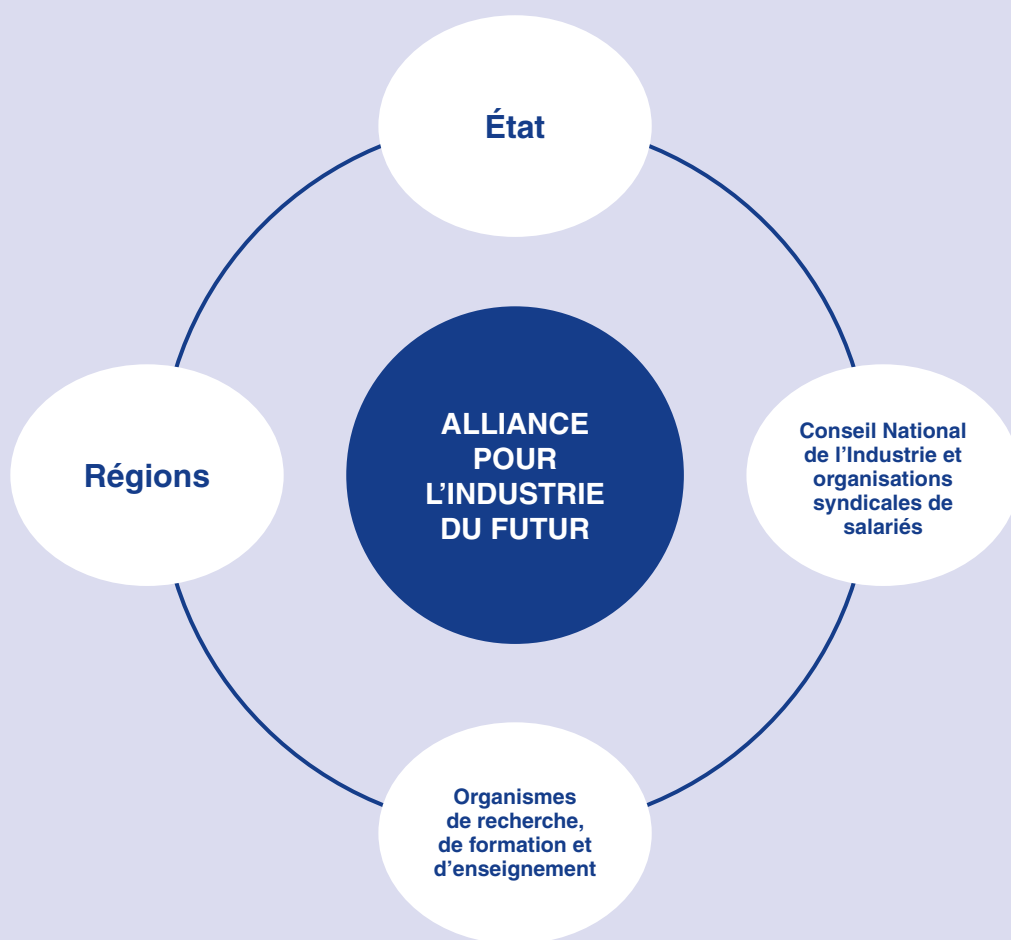 État
Régions
ALLIANCE
POUR
L’INDUSTRIE
DU FUTUR
Conseil National
de l’Industrie et
organisations
syndicales de
salariés
Organismes
de recherche,
de formation et
d’enseignement